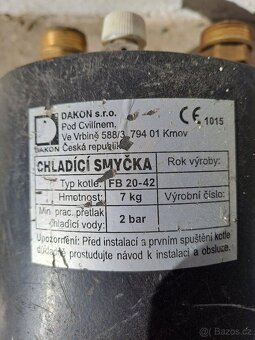 DAKON s.r.o.
Pod Cvilínem,
Ve Vrbině 588/3, 794 01 Krnov
Česká republika
DAKON
CE 1015
CHLADÍCÍ SMYČKA
Rok výroby:
Typ kotle: FB 20-42
Výrobní číslo:
Hmotnost: 7 kg
Min. prac. přetlak
chladící vody: 2 bar
Upozornění: Před instalací a prvním spuštění kotle
důkladně prostudujte návod k instalaci a obsluze.
Bazos.cz